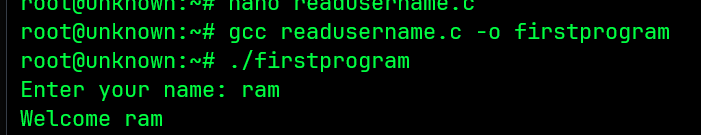 root@unknown:~# nano readusername.c
root@unknown:~# gcc readusername.c -o firstprogram
root@unknown:~# ./firstprogram
Enter your name: ram
Welcome ram